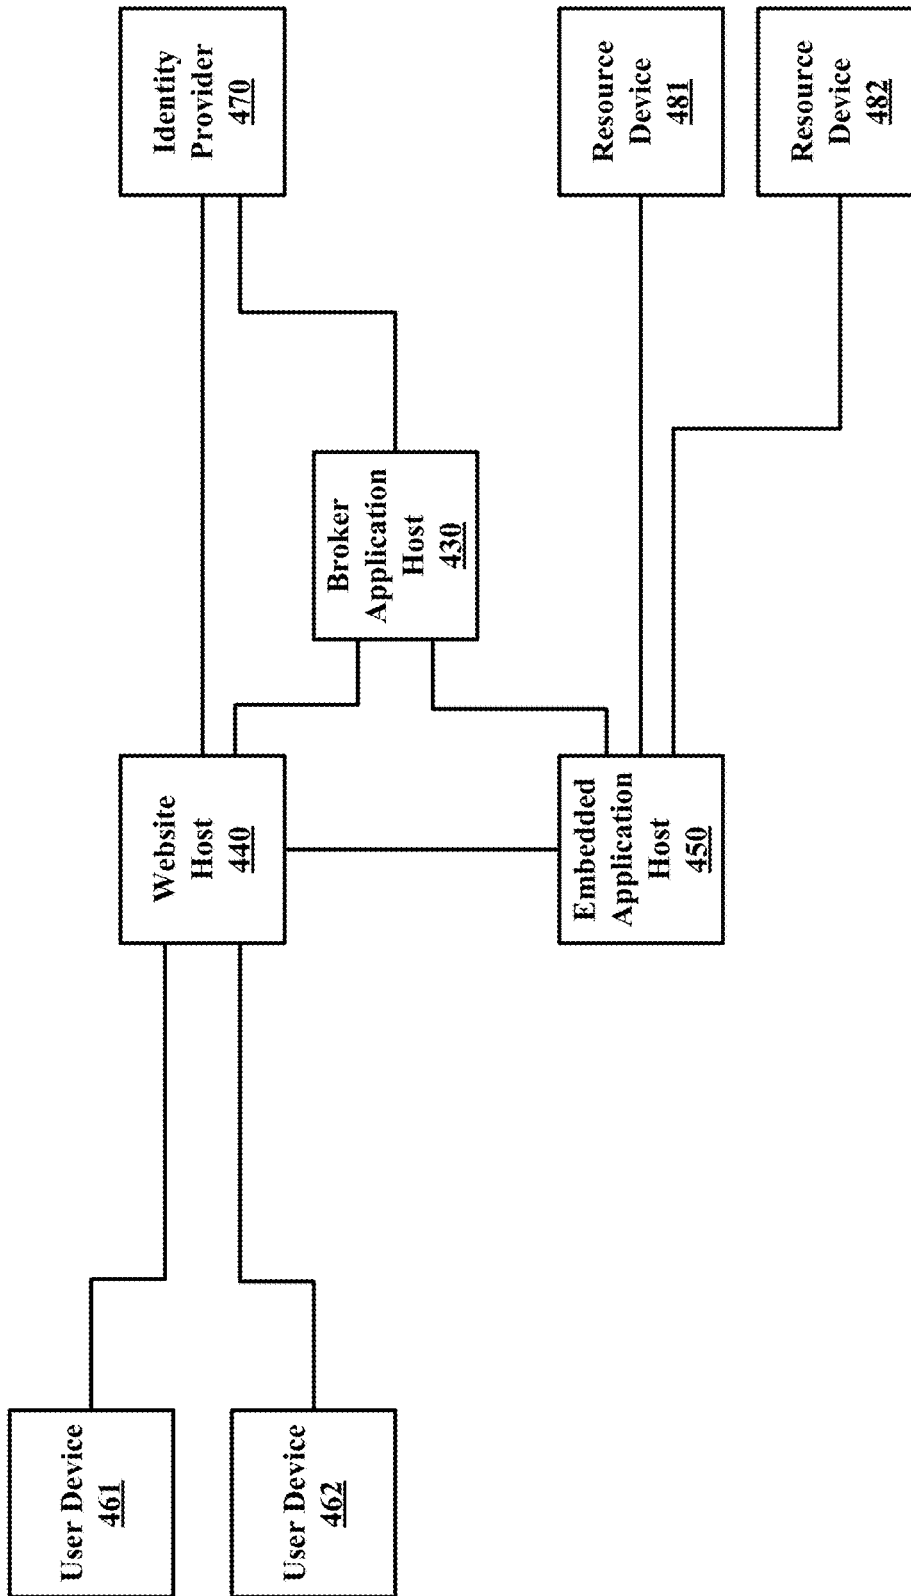 User Device
461
User Device
462
Website
Host
440
Embedded
Application
Host
450
Broker
Application
Host
430
Identity
Provider
470
Resource
Device
481
Resource
Device
482